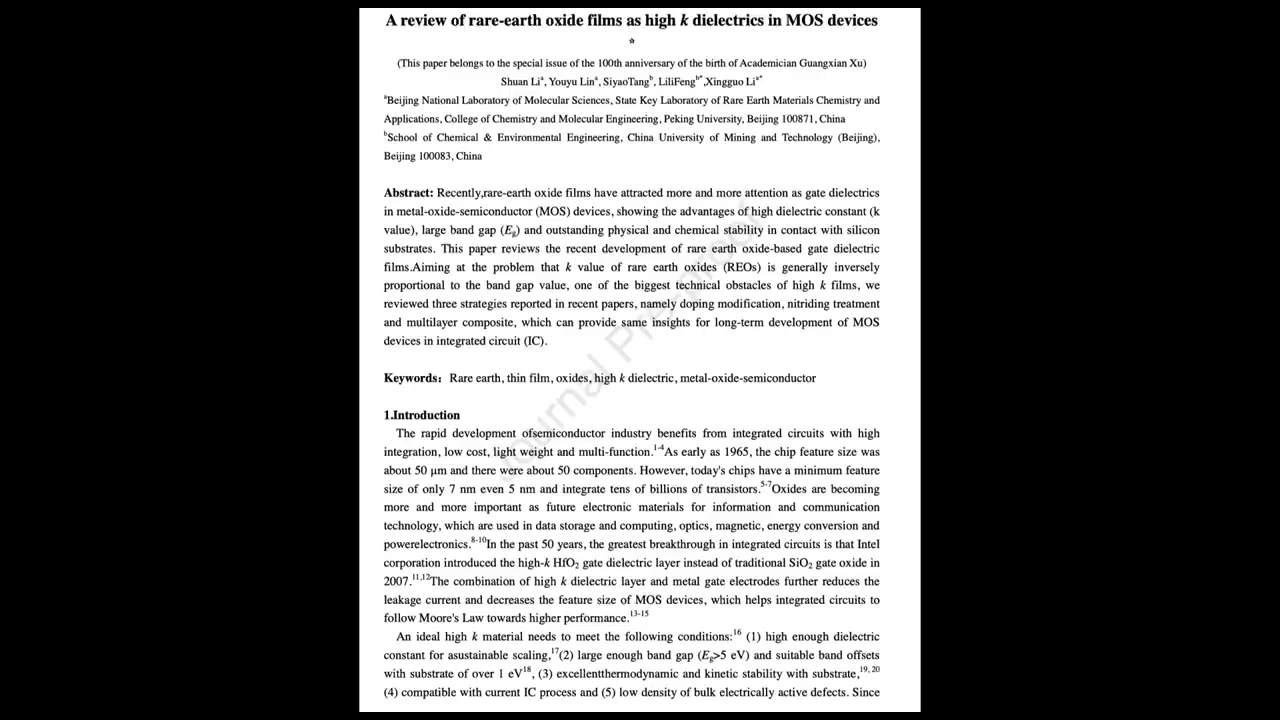 A review of rare-earth oxide films as high k dielectrics in MOS devices
☆
(This paper belongs to the special issue of the 100th anniversary of the birth of Academician Guangxian Xu)
Shuan Liᵃ, Youyu Linᵃ, SiyaoTangᵇ, LiliFengᵇ*,Xingguo Liᵃ*
ᵃBeijing National Laboratory of Molecular Sciences, State Key Laboratory of Rare Earth Materials Chemistry and
Applications, College of Chemistry and Molecular Engineering, Peking University, Beijing 100871, China
ᵇSchool of Chemical & Environmental Engineering, China University of Mining and Technology (Beijing),
Beijing 100083, China
Abstract: Recently,rare-earth oxide films have attracted more and more attention as gate dielectrics
in metal-oxide-semiconductor (MOS) devices, showing the advantages of high dielectric constant (k
value), large band gap (Eg) and outstanding physical and chemical stability in contact with silicon
substrates. This paper reviews the recent development of rare earth oxide-based gate dielectric
films.Aiming at the problem that k value of rare earth oxides (REOs) is generally inversely
proportional to the band gap value, one of the biggest technical obstacles of high k films, we
reviewed three strategies reported in recent papers, namely doping modification, nitriding treatment
and multilayer composite, which can provide same insights for long-term development of MOS
devices in integrated circuit (IC).
Keywords: Rare earth, thin film, oxides, high k dielectric, metal-oxide-semiconductor
1.Introduction
The rapid development ofsemiconductor industry benefits from integrated circuits with high
integration, low cost, light weight and multi-function.¹⁻⁴As early as 1965, the chip feature size was
about 50 μm and there were about 50 components. However, today's chips have a minimum feature
size of only 7 nm even 5 nm and integrate tens of billions of transistors.⁵⁻⁷Oxides are becoming
more and more important as future electronic materials for information and communication
technology, which are used in data storage and computing, optics, magnetic, energy conversion and
powerelectronics.⁸⁻¹⁰In the past 50 years, the greatest breakthrough in integrated circuits is that Intel
corporation introduced the high-k HfO₂ gate dielectric layer instead of traditional SiO₂ gate oxide in
2007.¹¹,¹²The combination of high k dielectric layer and metal gate electrodes further reduces the
leakage current and decreases the feature size of MOS devices, which helps integrated circuits to
follow Moore's Law towards higher performance.¹³⁻¹⁵
An ideal high k material needs to meet the following conditions:¹⁶ (1) high enough dielectric
constant for asustainable scaling,¹⁷(2) large enough band gap (Eg>5 eV) and suitable band offsets
with substrate of over 1 eV¹⁸, (3) excellentthermodynamic and kinetic stability with substrate,¹⁹, ²⁰
(4) compatible with current IC process and (5) low density of bulk electrically active defects. Since
Journal Pre-proof